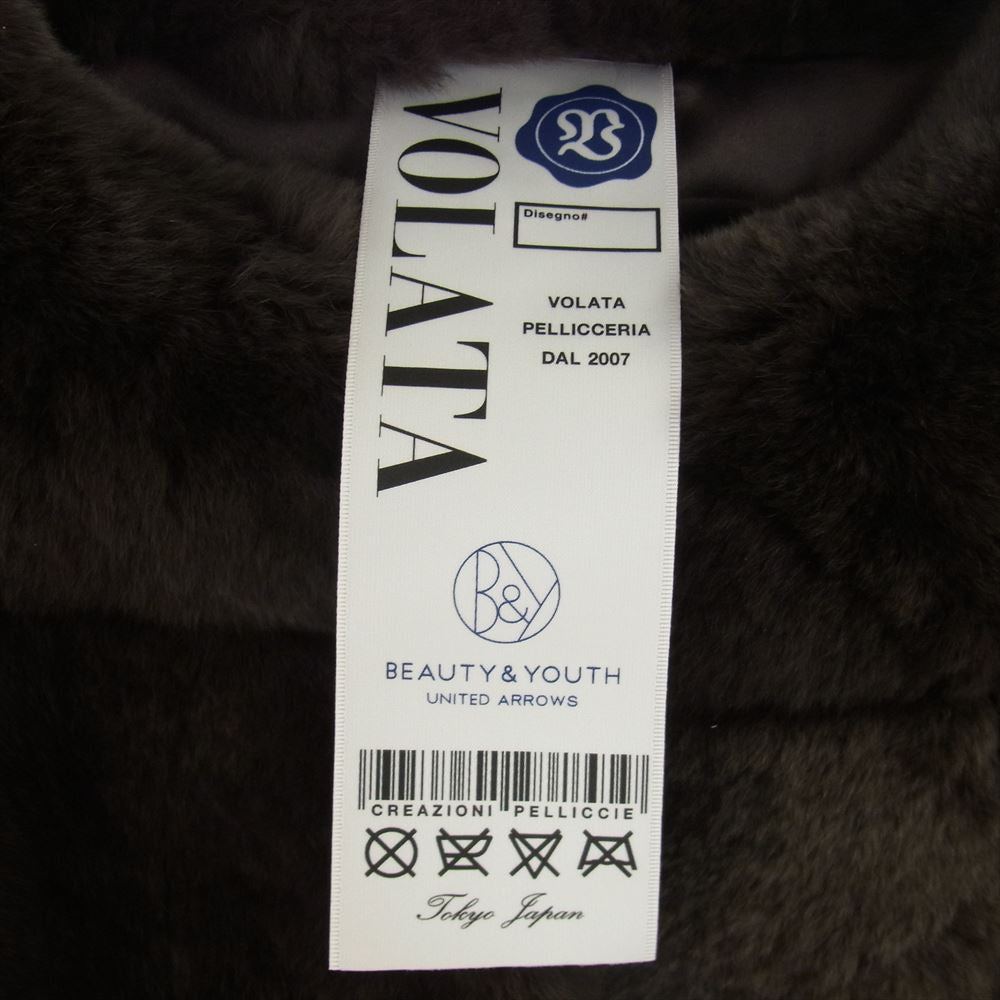 VOLATA
B
Disegno#
VOLATA
PELLICCERIA
DAL 2007
B&Y
BEAUTY & YOUTH
UNITED ARROWS
CREAZIONI PELLICCIE
Tokyo Japan